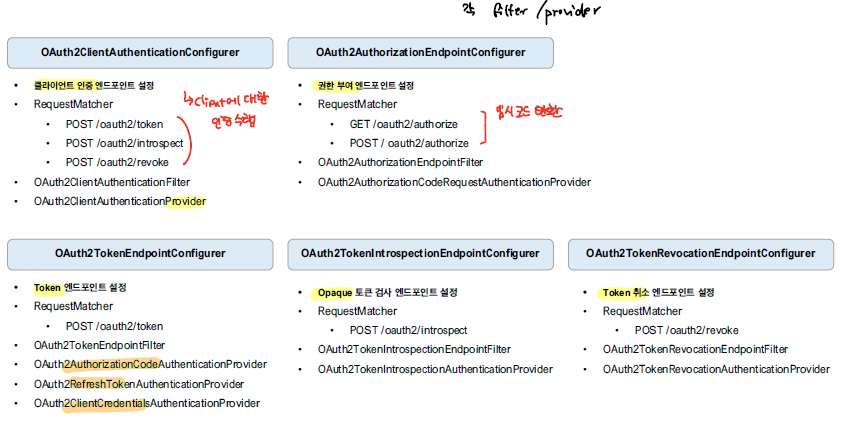 각 filter/provider
OAuth2ClientAuthenticationConfigurer
• 클라이언트 인증 엔드포인트 설정
• RequestMatcher
• POST /oauth2/token
• POST /oauth2/introspect
• POST /oauth2/revoke
↳ Client에 대한
인증 수행
• OAuth2ClientAuthenticationFilter
• OAuth2ClientAuthenticationProvider
OAuth2AuthorizationEndpointConfigurer
• 권한 부여 엔드포인트 설정
• RequestMatcher
• GET /oauth2/authorize
• POST / oauth2/authorize
임시코드 반환
• OAuth2AuthorizationEndpointFilter
• OAuth2AuthorizationCodeRequestAuthenticationProvider
OAuth2TokenEndpointConfigurer
• Token 엔드포인트 설정
• RequestMatcher
• POST /oauth2/token
• OAuth2TokenEndpointFilter
• OAuth2AuthorizationCodeAuthenticationProvider
• OAuth2RefreshTokenAuthenticationProvider
• OAuth2ClientCredentialsAuthenticationProvider
OAuth2TokenIntrospectionEndpointConfigurer
• Opaque 토큰 검사 엔드포인트 설정
• RequestMatcher
• POST /oauth2/introspect
• OAuth2TokenIntrospectionEndpointFilter
• OAuth2TokenIntrospectionAuthenticationProvider
OAuth2TokenRevocationEndpointConfigurer
• Token 취소 엔드포인트 설정
• RequestMatcher
• POST /oauth2/revoke
• OAuth2TokenRevocationEndpointFilter
• OAuth2TokenRevocationAuthenticationProvider